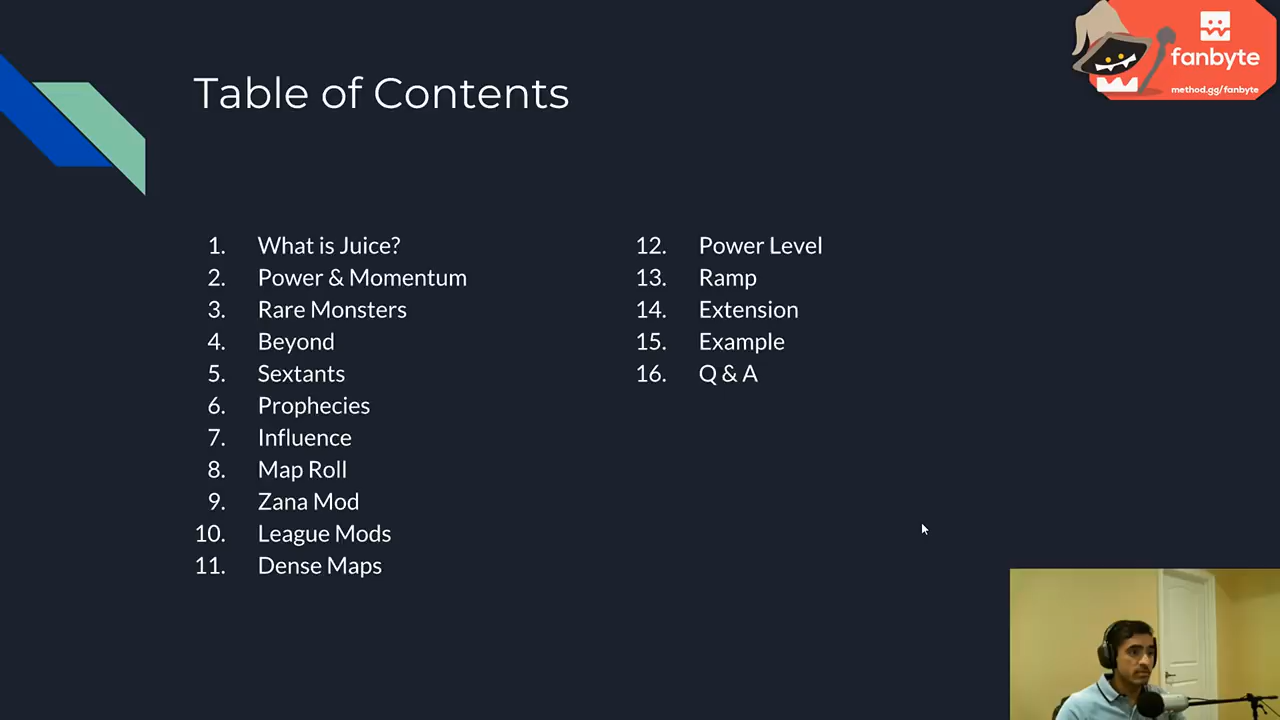 fanbyte
method.gg/fanbyte
Table of Contents
1. What is Juice?
2. Power & Momentum
3. Rare Monsters
4. Beyond
5. Sextants
6. Prophecies
7. Influence
8. Map Roll
9. Zana Mod
10. League Mods
11. Dense Maps
12. Power Level
13. Ramp
14. Extension
15. Example
16. Q & A